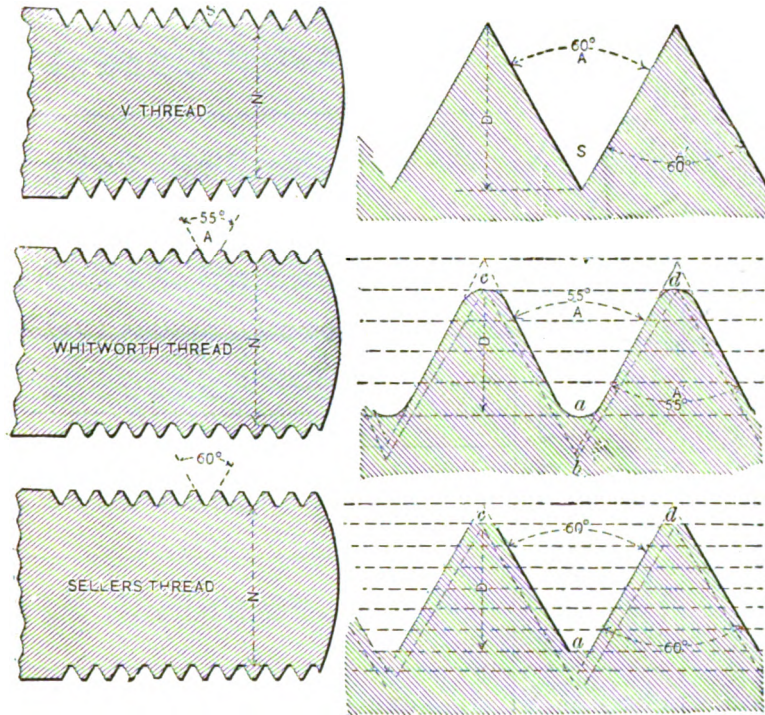 S
N
V. THREAD
60°
A
D
S
A
60°
55°
A
N
WHITWORTH THREAD
c
d
55°
A
D
a
A
55°
b
60°
N
SELLERS THREAD
c
d
60°
D
a
60°